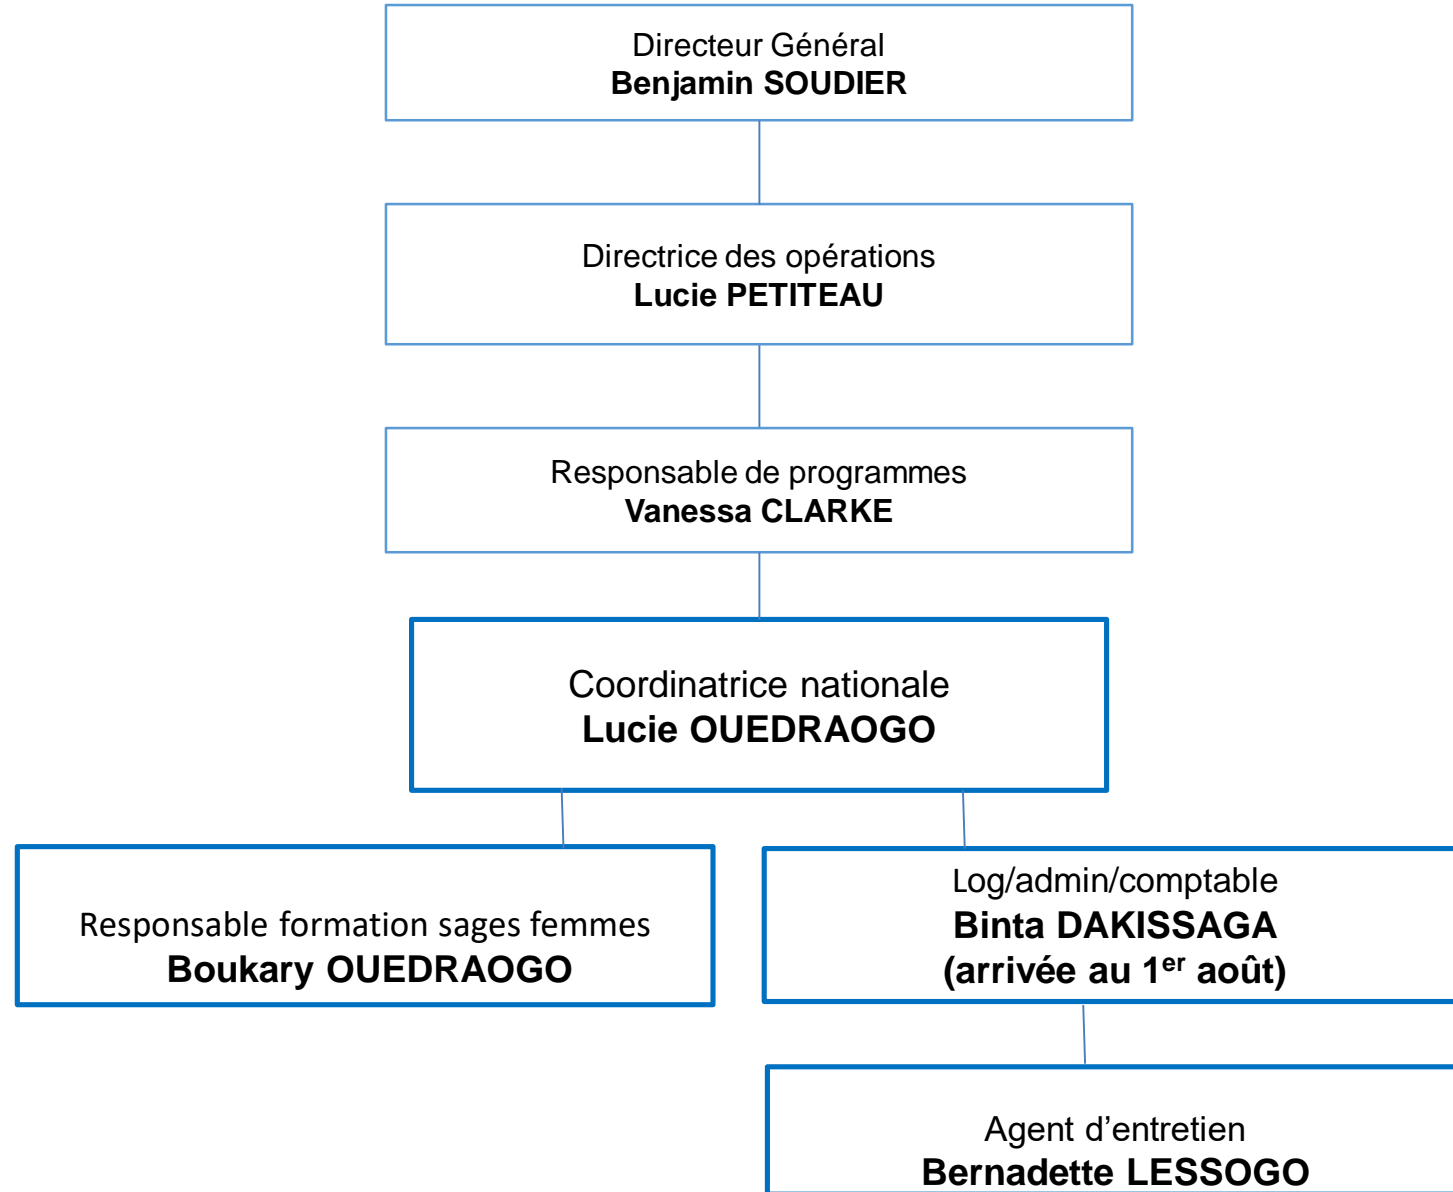 Directeur Général
Benjamin SOUDIER
Directrice des opérations
Lucie PETITEAU
Responsable de programmes
Vanessa CLARKE
Coordinatrice nationale
Lucie OUEDRAOGO
Responsable formation sages femmes
Boukary OUEDRAOGO
Log/admin/comptable
Binta DAKISSAGA
(arrivée au 1er août)
Agent d’entretien
Bernadette LESSOGO